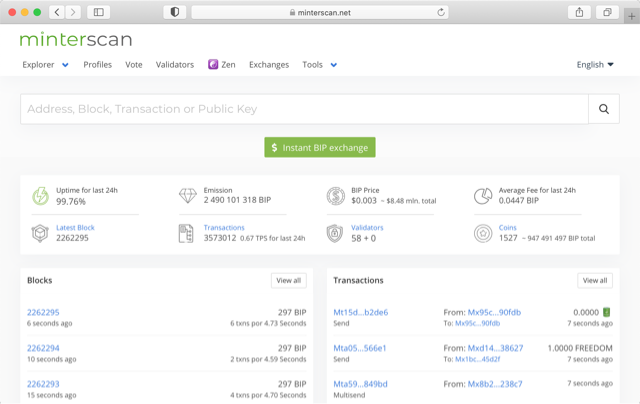 minterscan.net
minterscan
Explorer Profiles Vote Validators Zen Exchanges Tools English
Address, Block, Transaction or Public Key
$ Instant BIP exchange
Uptime for last 24h
99.76%
Emission
2 490 101 318 BIP
BIP Price
$0.003 ~ $8.48 mln. total
Average Fee for last 24h
0.0447 BIP
Latest Block
2262295
Transactions
3573012 0.67 TPS for last 24h
Validators
58 + 0
Coins
1527 ~ 947 491 497 BIP total
Blocks View all
2262295 297 BIP
6 seconds ago 6 txns por 4.73 Seconds
2262294 297 BIP
10 seconds ago 2 txns por 4.59 Seconds
2262293 297 BIP
15 seconds ago 4 txns por 4.70 Seconds
Transactions View all
Mt15d...b2de6 From: Mx95c...90fdb 0.0000
Send To: Mx95c...90fdb 7 seconds ago
Mta05...566e1 From: Mxd14...38627 1.0000 FREEDOM
Send To: Mx1bc...45d2f 7 seconds ago
Mta59...849bd From: Mx8b2...238c7 7 seconds ago
Multisend